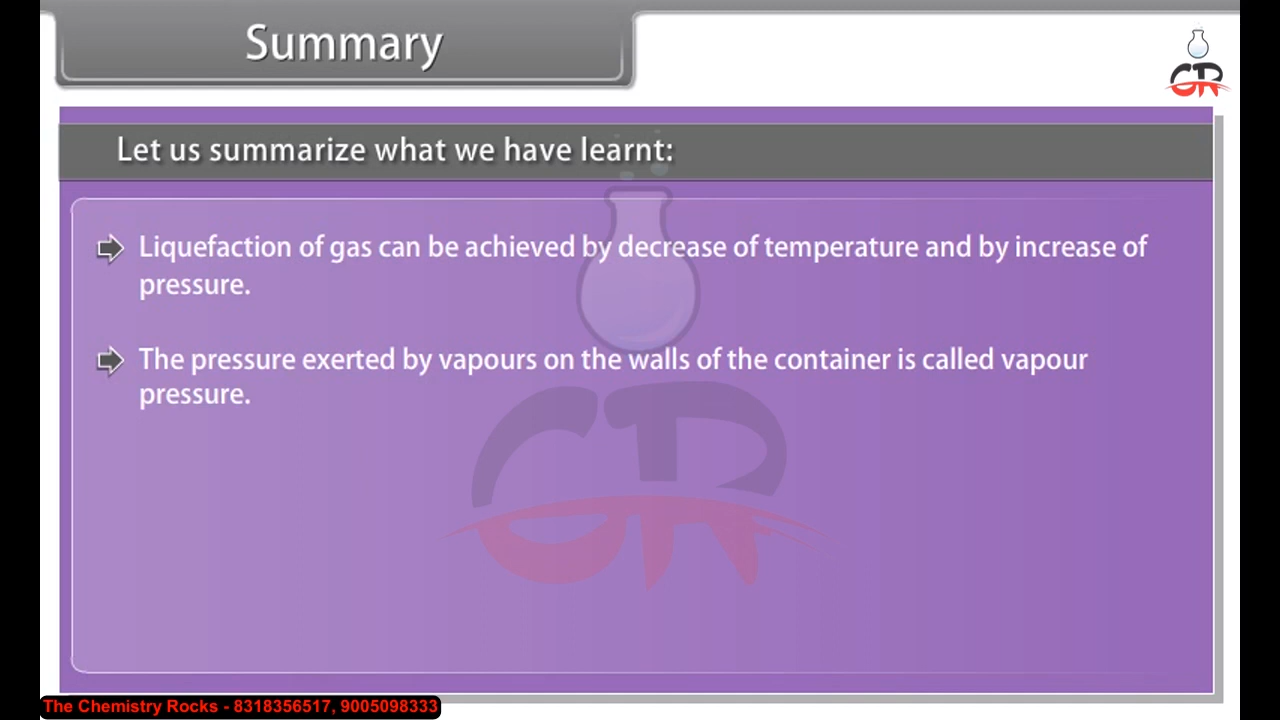 Summary
CR
Let us summarize what we have learnt:
Liquefaction of gas can be achieved by decrease of temperature and by increase of
pressure.
The pressure exerted by vapours on the walls of the container is called vapour
pressure.
CR
The Chemistry Rocks - 8318356517, 9005098333